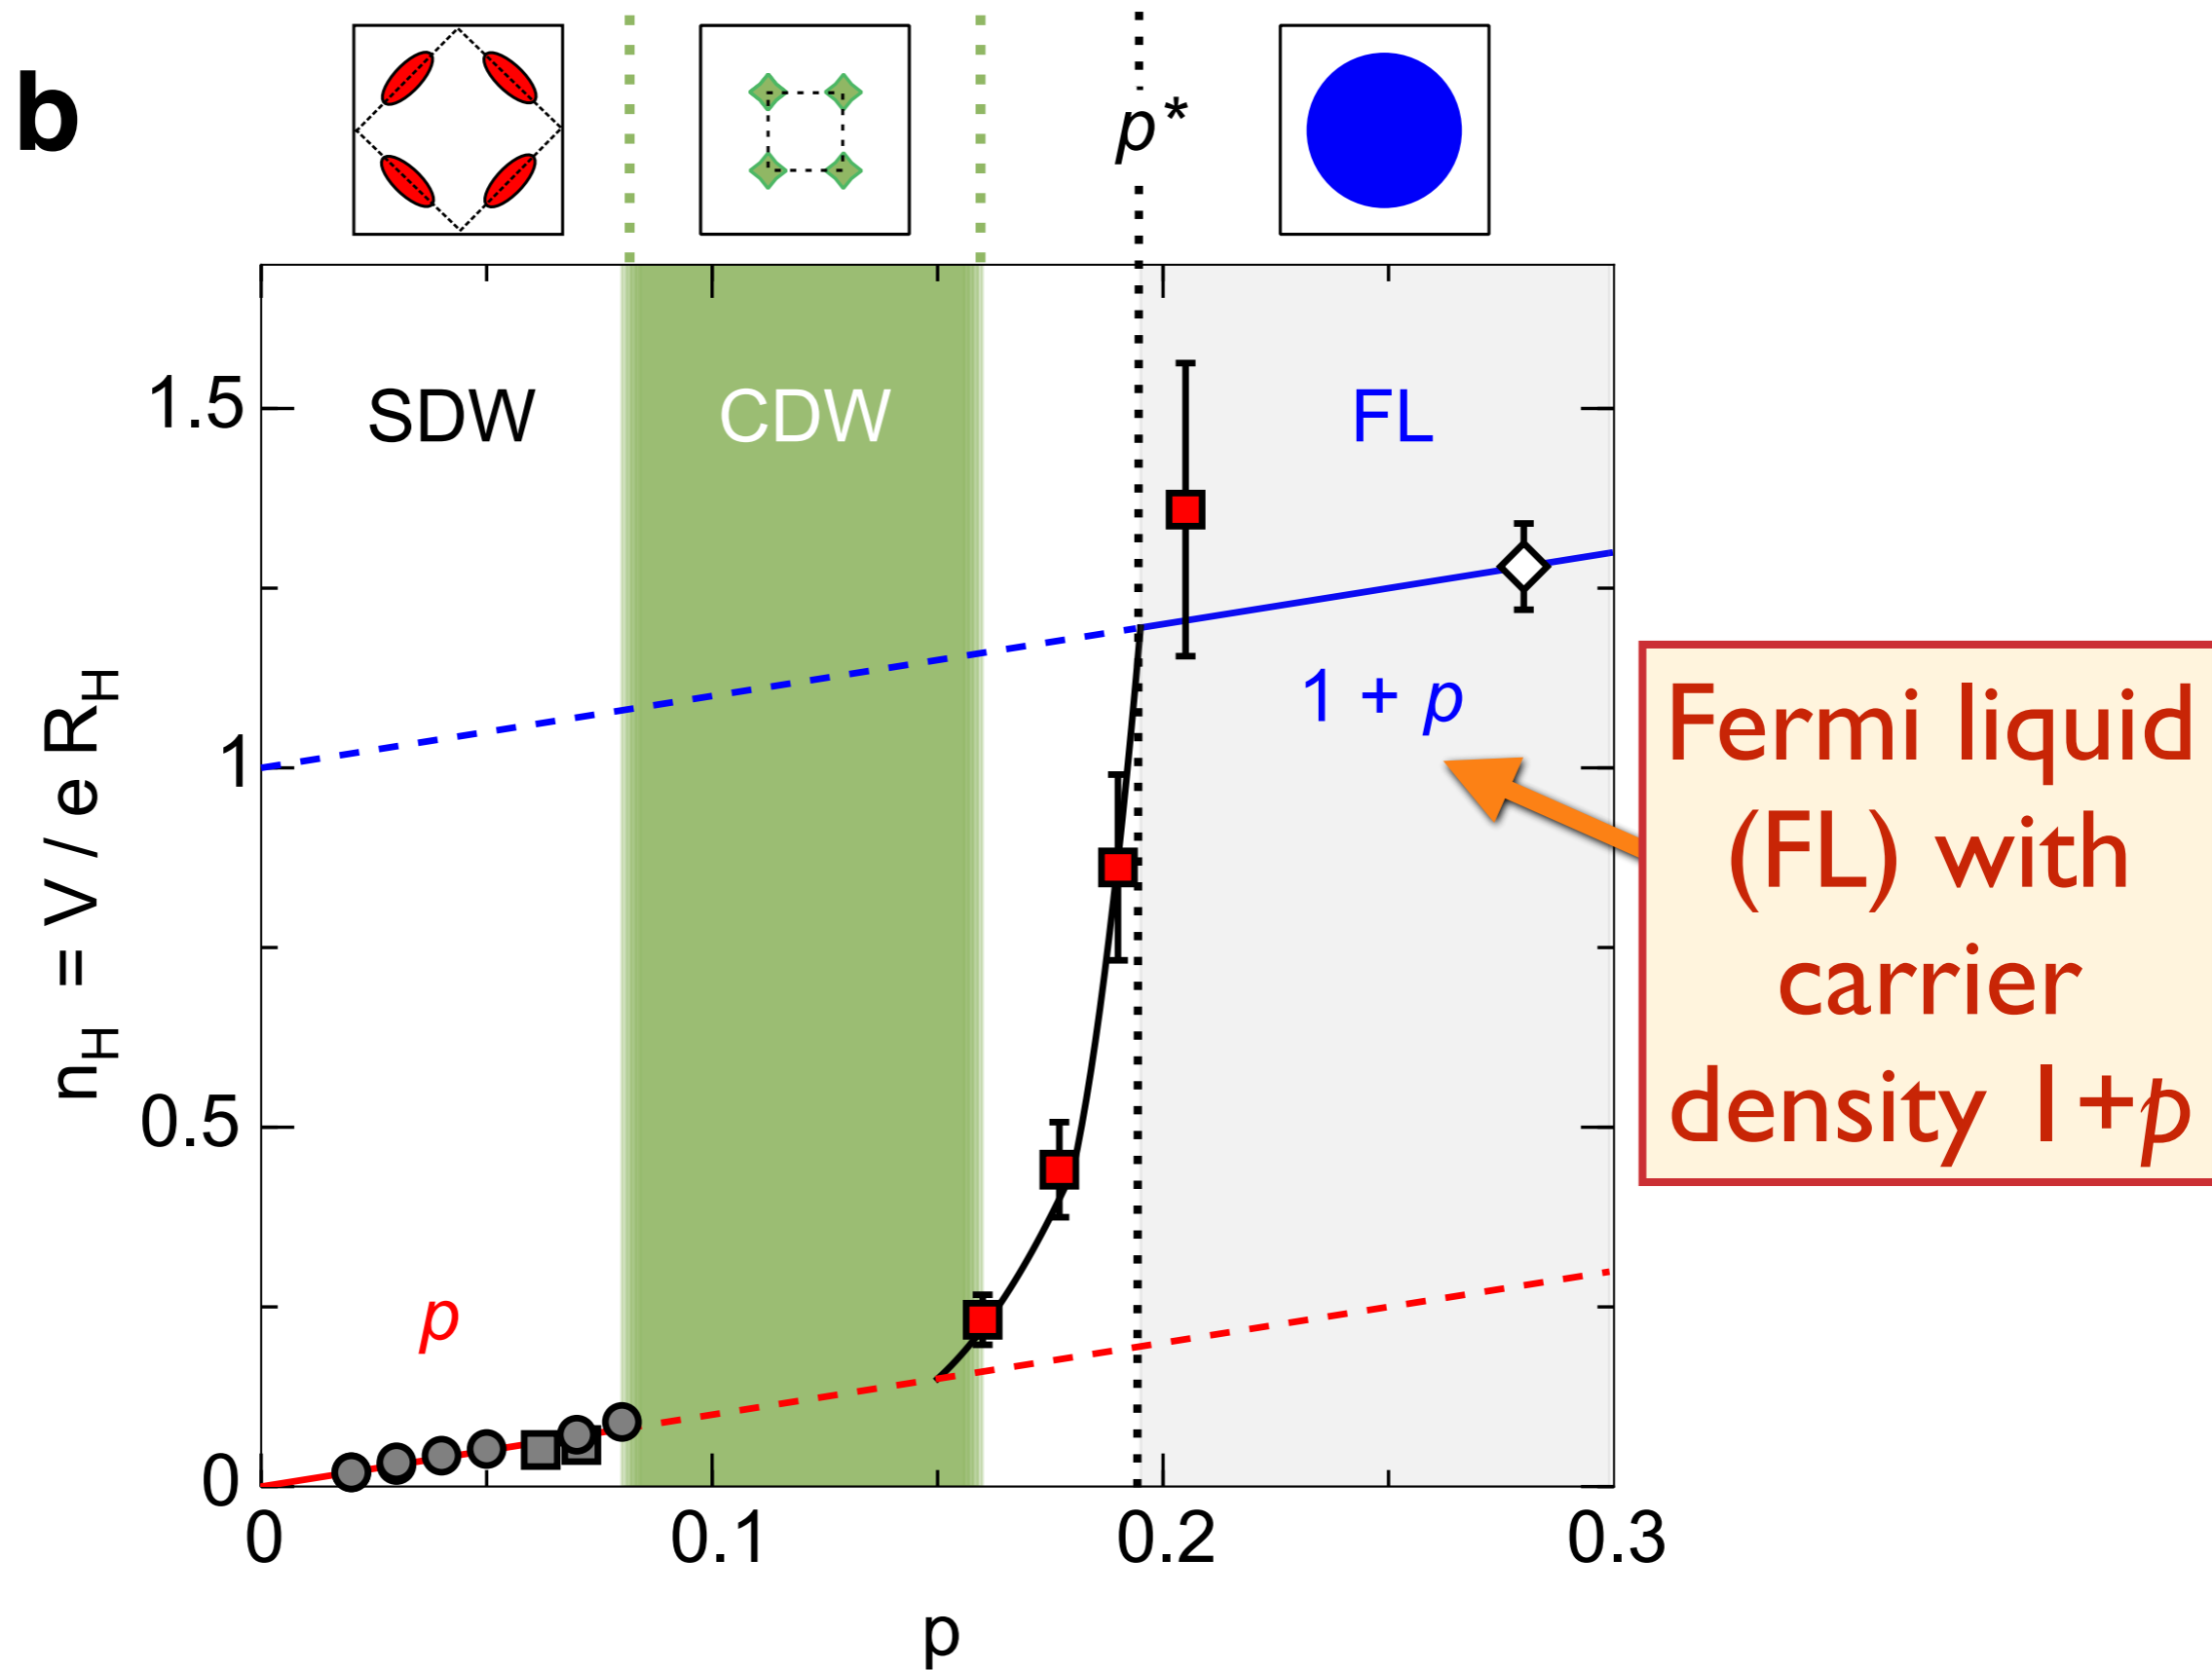 b
p*
SDW
CDW
FL
1.5
1
0.5
0
n_H = V / e R_H
1 + p
p
0
0.1
0.2
0.3
p
Fermi liquid
(FL) with
carrier
density 1+p